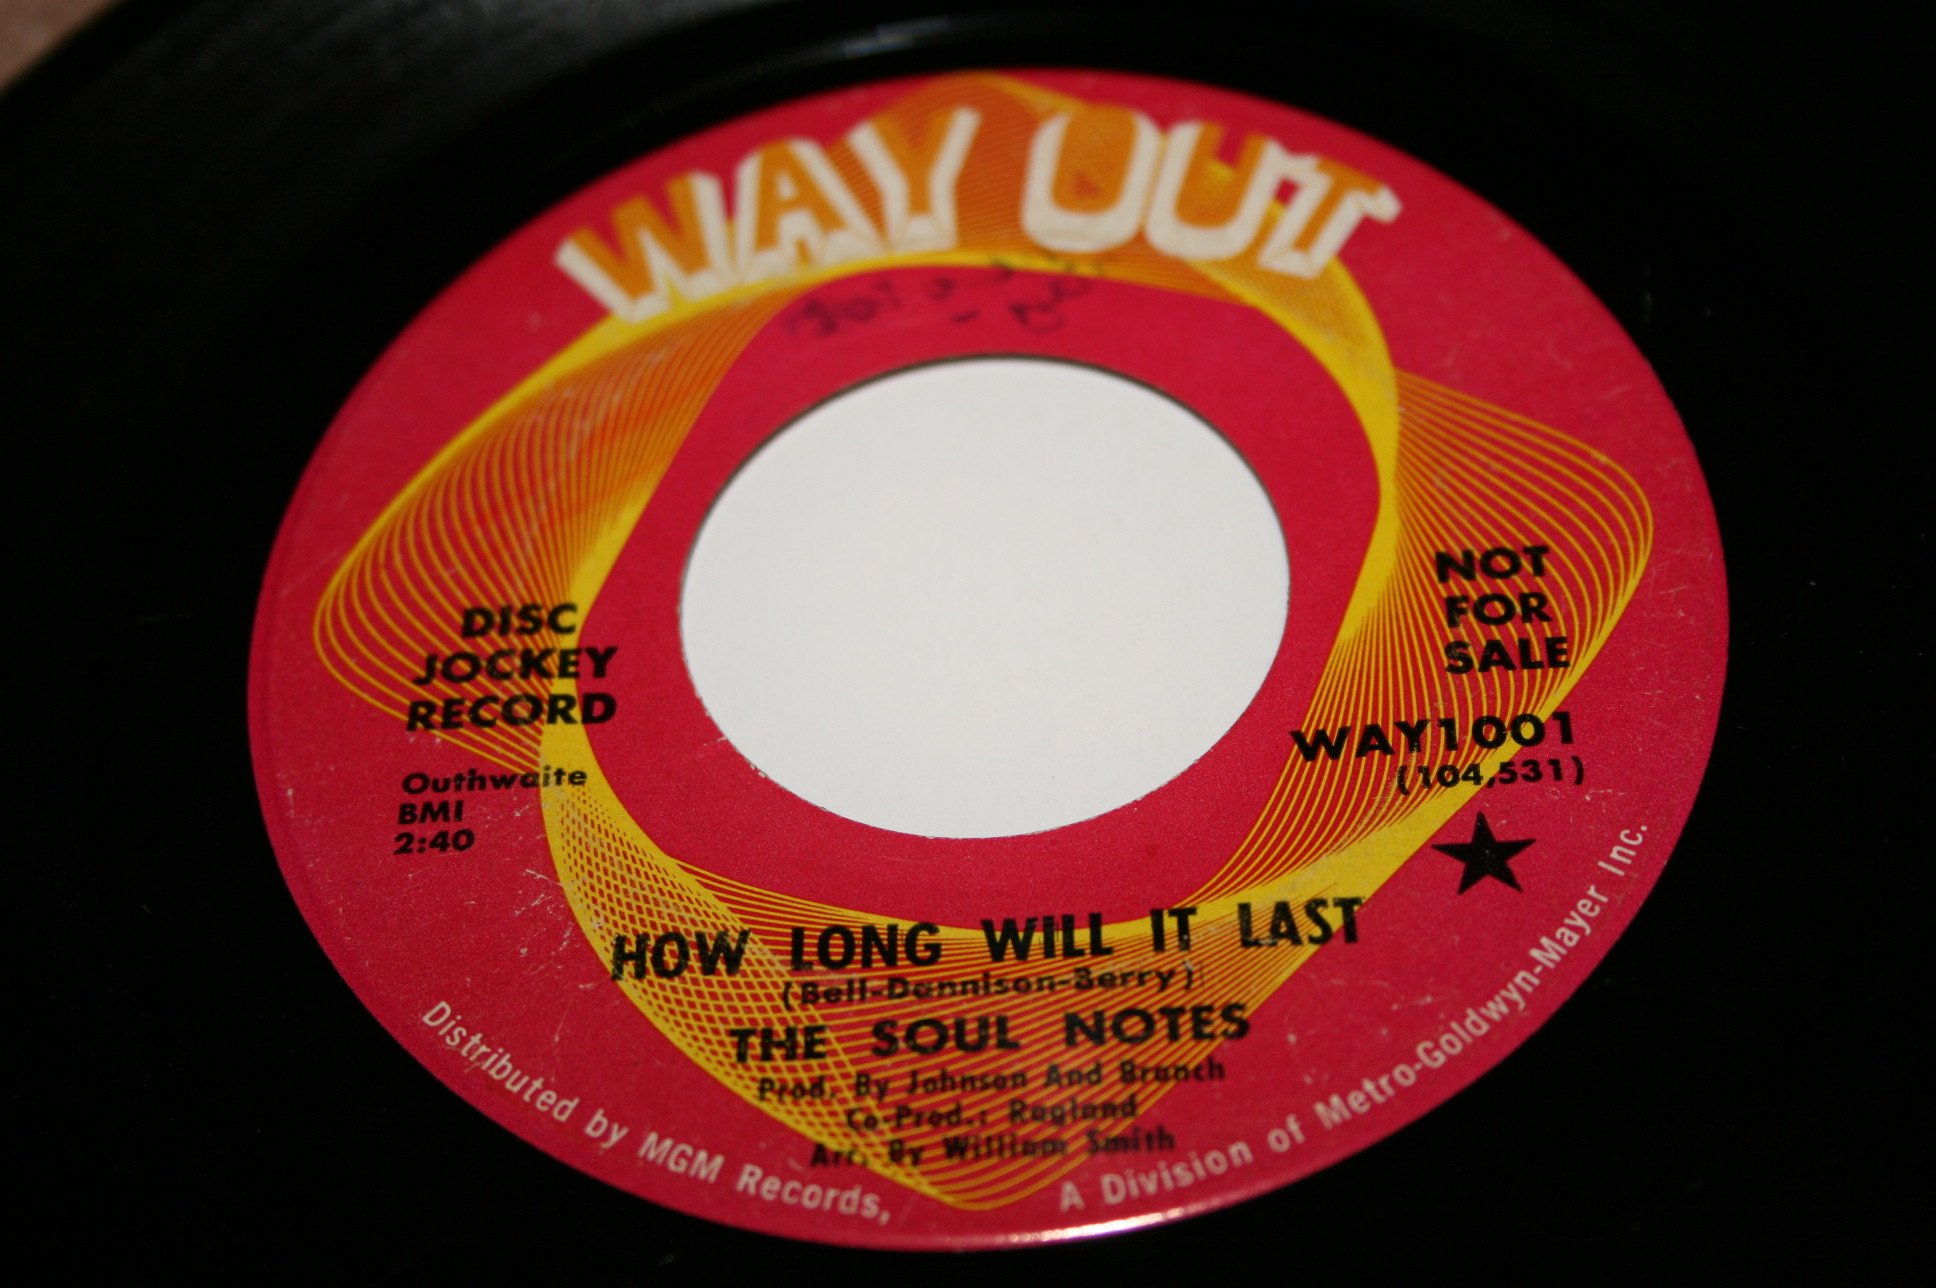 WAY OUT
DISC
JOCKEY
RECORD
Outhwaite
BMI
2:40
NOT
FOR
SALE
WAY1001
(104,531)
HOW LONG WILL IT LAST
(Bell-Dannison-Berry)
THE SOUL NOTES
Prod. By Johnson And Branch
Co-Prod.: Ragland
Arr. By William Smith
Distributed by MGM Records, A Division of Metro-Goldwyn-Mayer Inc.